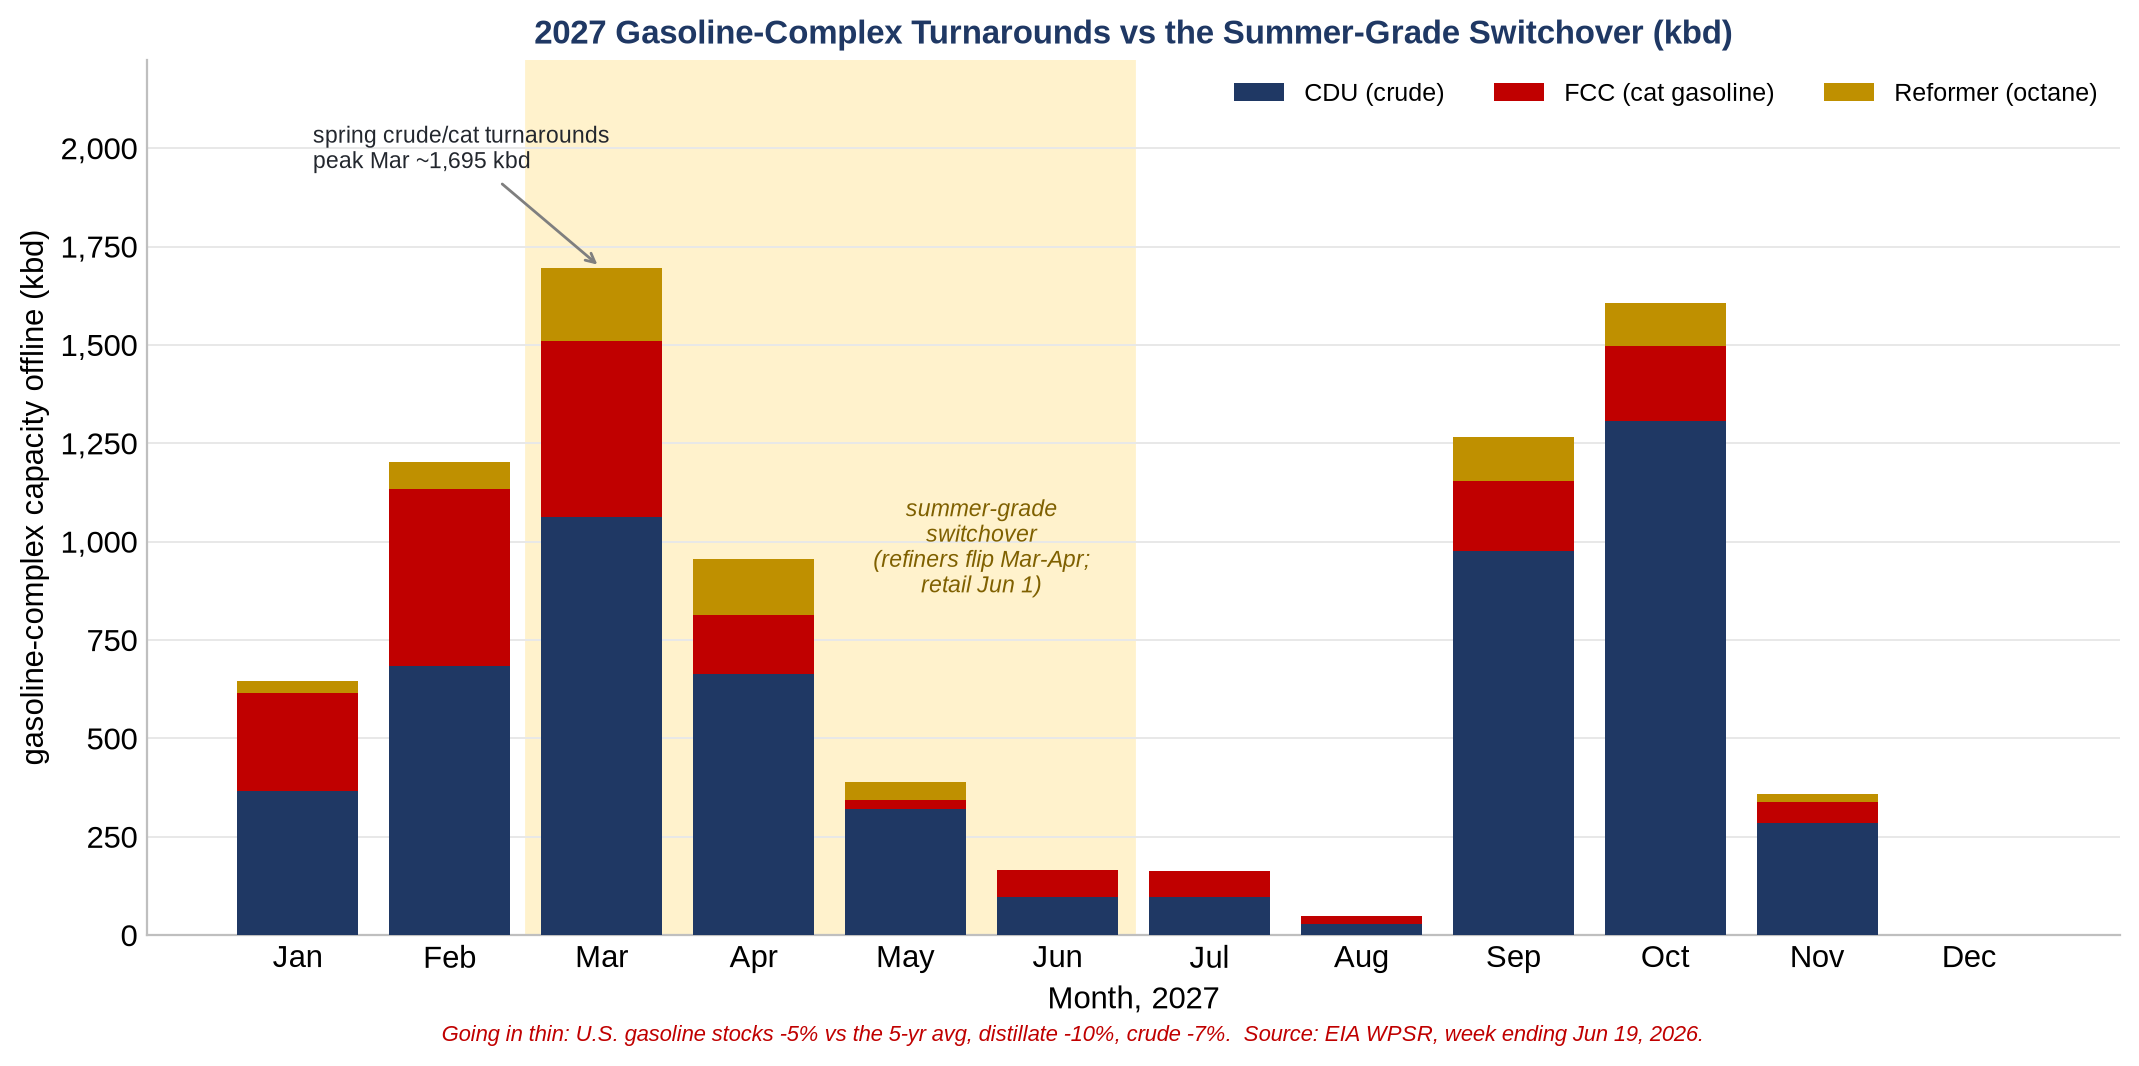 2027 Gasoline-Complex Turnarounds vs the Summer-Grade Switchover (kbd)
CDU (crude)
FCC (cat gasoline)
Reformer (octane)
spring crude/cat turnarounds
peak Mar ~1,695 kbd
summer-grade
switchover
(refiners flip Mar-Apr;
retail Jun 1)
gasoline-complex capacity offline (kbd)
2,000
1,750
1,500
1,250
1,000
750
500
250
0
Jan
Feb
Mar
Apr
May
Jun
Jul
Aug
Sep
Oct
Nov
Dec
Month, 2027
Going in thin: U.S. gasoline stocks -5% vs the 5-yr avg, distillate -10%, crude -7%.  Source: EIA WPSR, week ending Jun 19, 2026.